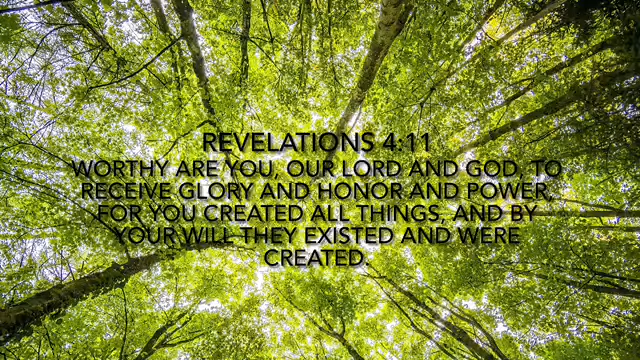 REVELATIONS 4:11
WORTHY ARE YOU, OUR LORD AND GOD, TO
RECEIVE GLORY AND HONOR AND POWER,
FOR YOU CREATED ALL THINGS, AND BY
YOUR WILL THEY EXISTED AND WERE
CREATED.